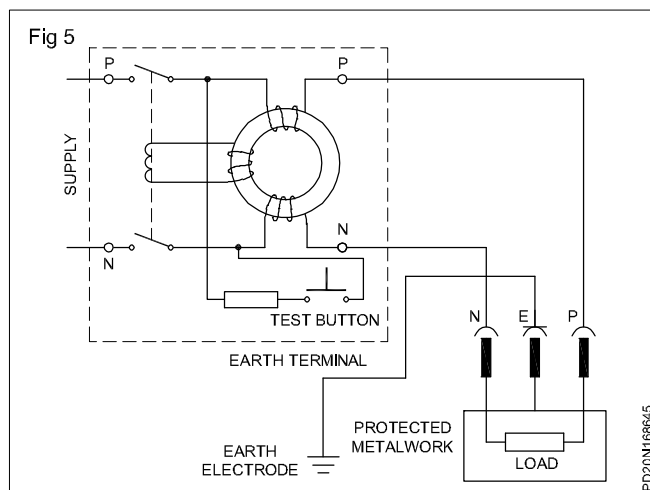 Fig 5
P
P
SUPPLY
N
N
TEST BUTTON
EARTH TERMINAL
N
E
P
PROTECTED
METALWORK
EARTH
ELECTRODE
LOAD
PD20N168645